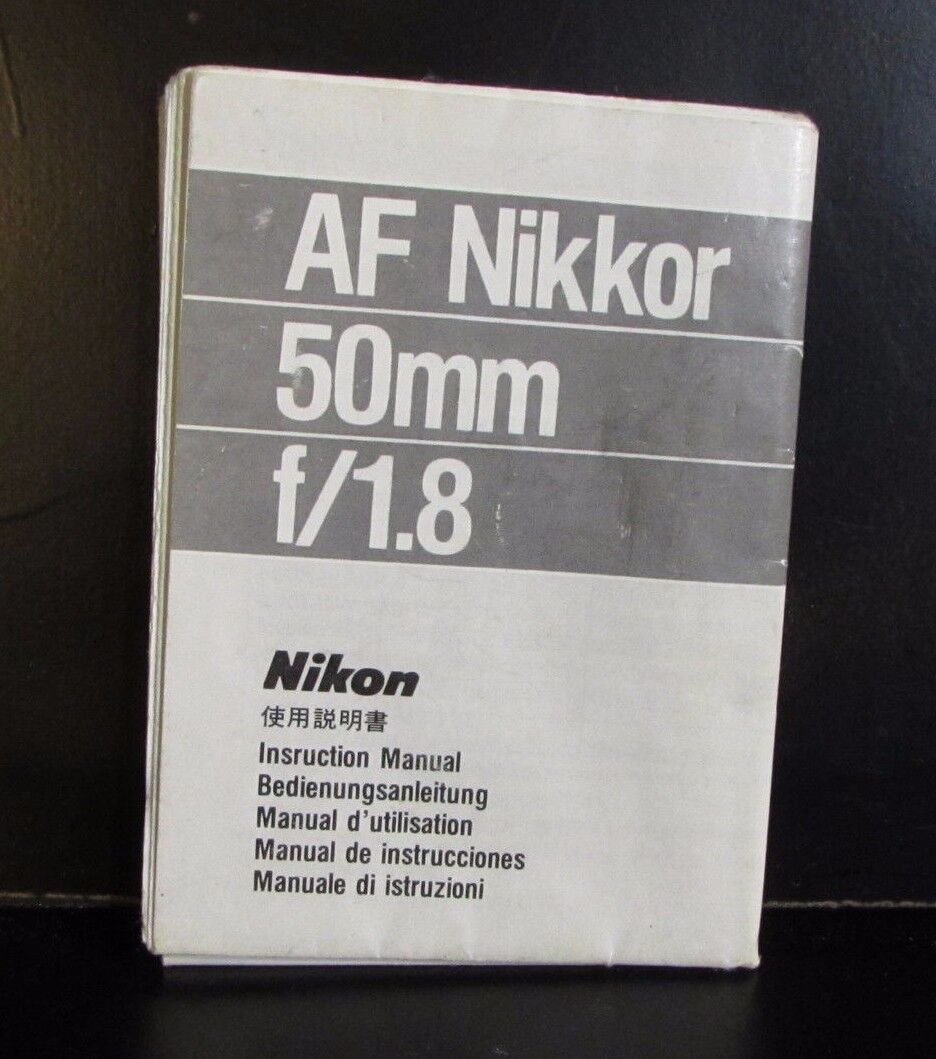 AF Nikkor
50mm
f/1.8
Nikon
使用説明書
Insruction Manual
Bedienungsanleitung
Manual d'utilisation
Manual de instrucciones
Manuale di istruzioni